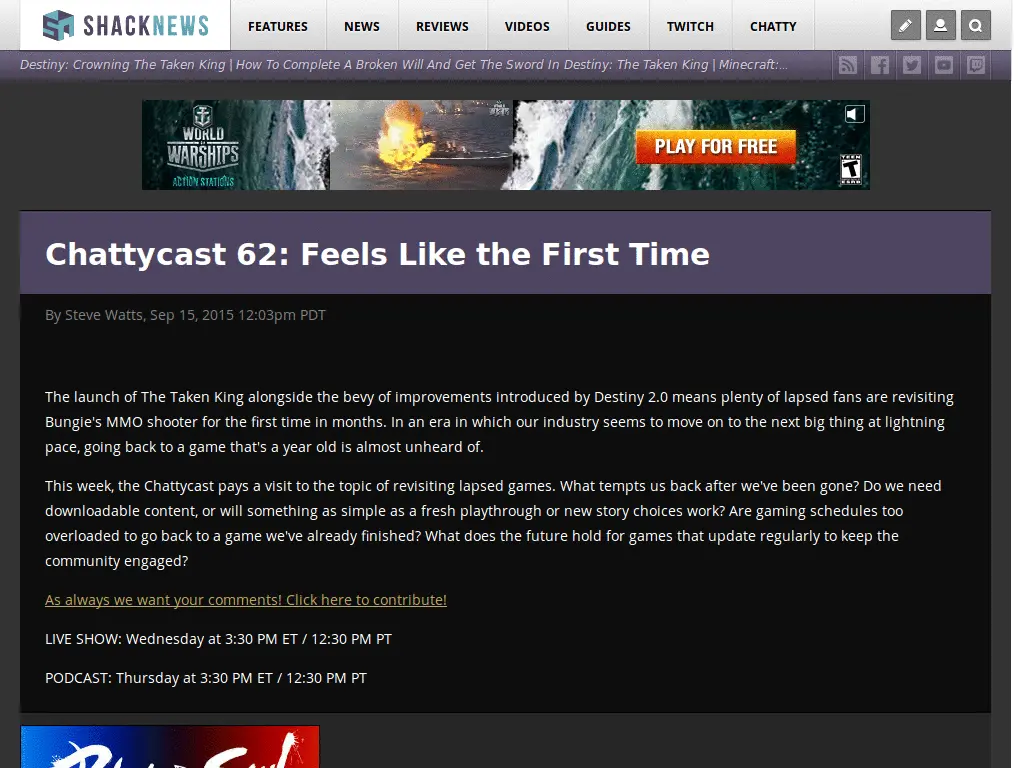 SHACKNEWS
FEATURES NEWS REVIEWS VIDEOS GUIDES TWITCH CHATTY
Destiny: Crowning The Taken King | How To Complete A Broken Will And Get The Sword In Destiny: The Taken King | Minecraft:...
WORLD
OF
WARSHIPS
ACTION STATIONS
PLAY FOR FREE
TEEN
T
ESRB
Chattycast 62: Feels Like the First Time
By Steve Watts, Sep 15, 2015 12:03pm PDT
The launch of The Taken King alongside the bevy of improvements introduced by Destiny 2.0 means plenty of lapsed fans are revisiting
Bungie's MMO shooter for the first time in months. In an era in which our industry seems to move on to the next big thing at lightning
pace, going back to a game that's a year old is almost unheard of.
This week, the Chattycast pays a visit to the topic of revisiting lapsed games. What tempts us back after we've been gone? Do we need
downloadable content, or will something as simple as a fresh playthrough or new story choices work? Are gaming schedules too
overloaded to go back to a game we've already finished? What does the future hold for games that update regularly to keep the
community engaged?
As always we want your comments! Click here to contribute!
LIVE SHOW: Wednesday at 3:30 PM ET / 12:30 PM PT
PODCAST: Thursday at 3:30 PM ET / 12:30 PM PT